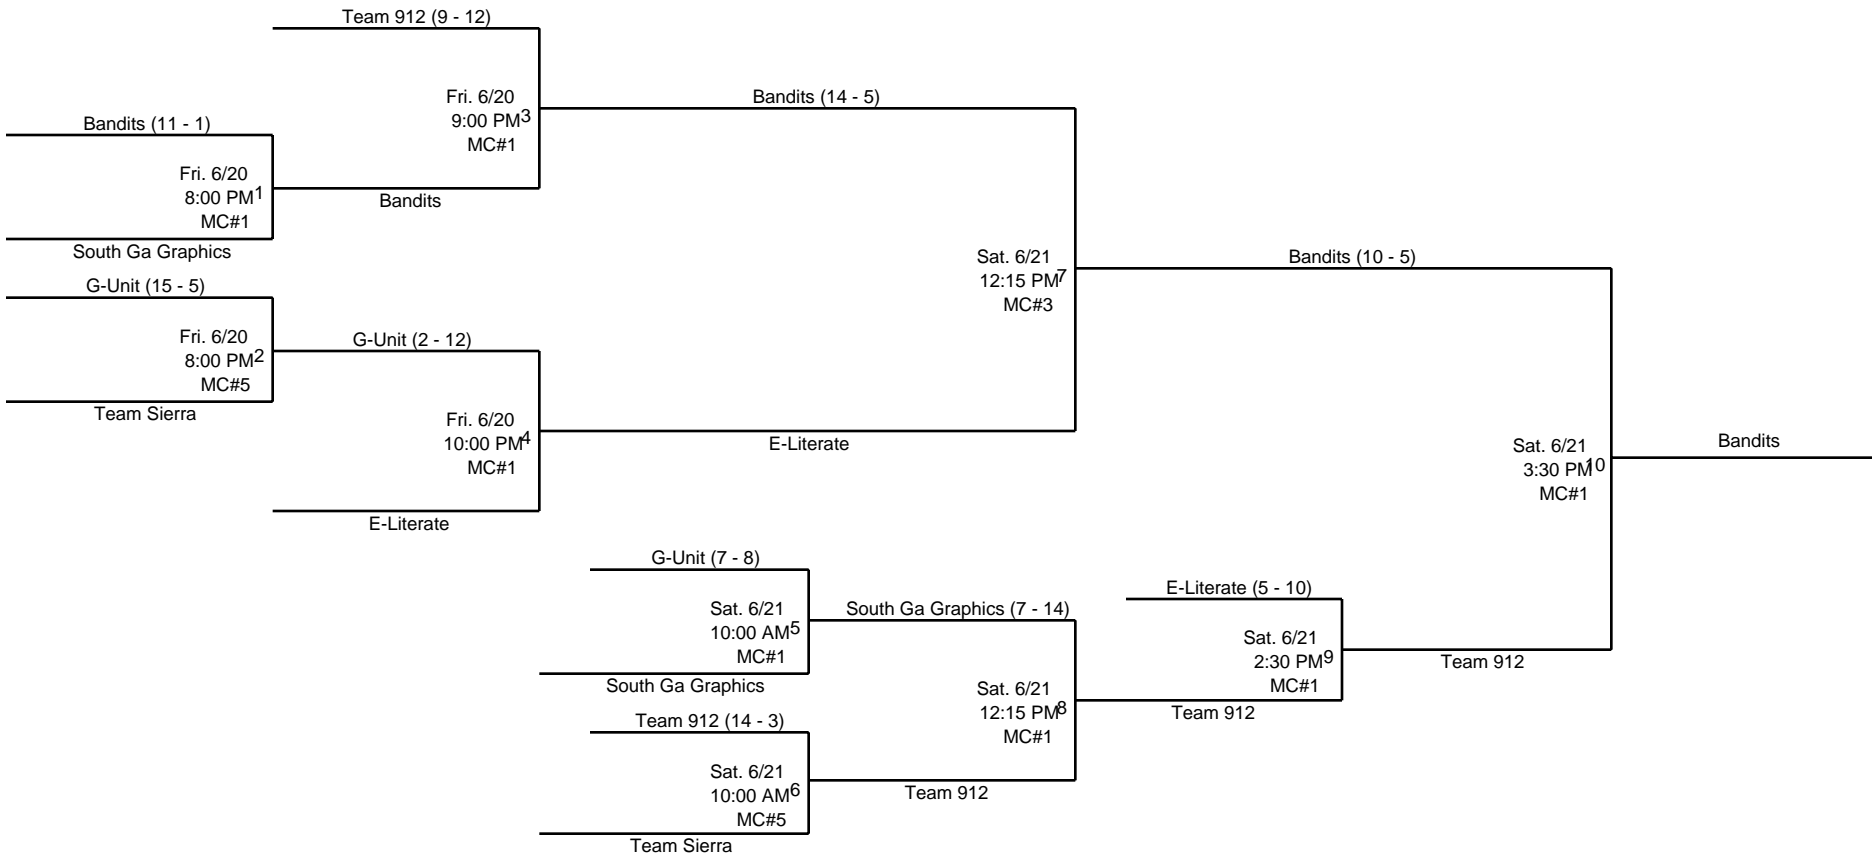 Team 912 (9 - 12)
Fri. 6/20
9:00 PM 3
MC#1
Bandits (14 - 5)
Bandits (11 - 1)
Fri. 6/20
8:00 PM 1
MC#1
Bandits
South Ga Graphics
G-Unit (15 - 5)
Fri. 6/20
8:00 PM 2
MC#5
Team Sierra
G-Unit (2 - 12)
Fri. 6/20
10:00 PM 4
MC#1
E-Literate
E-Literate
Sat. 6/21
12:15 PM 7
MC#3
Bandits (10 - 5)
Sat. 6/21
3:30 PM 10
MC#1
Bandits
G-Unit (7 - 8)
Sat. 6/21
10:00 AM 5
MC#1
South Ga Graphics
South Ga Graphics (7 - 14)
Team 912 (14 - 3)
Sat. 6/21
10:00 AM 6
MC#5
Team Sierra
Sat. 6/21
12:15 PM 8
MC#1
Team 912
E-Literate (5 - 10)
Sat. 6/21
2:30 PM 9
MC#1
Team 912
Team 912